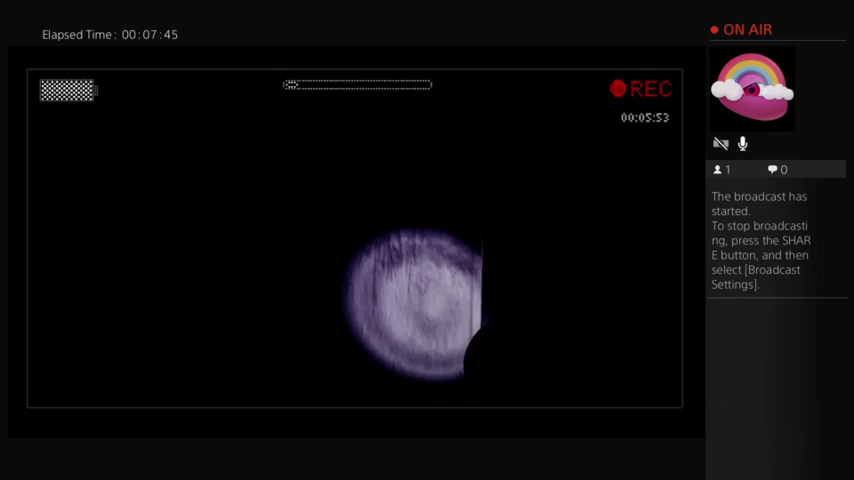 Elapsed Time: 00:07:45
ON AIR
REC
00:05:53
1
0
The broadcast has
started.
To stop broadcasti
ng, press the SHAR
E button, and then
select [Broadcast
Settings].